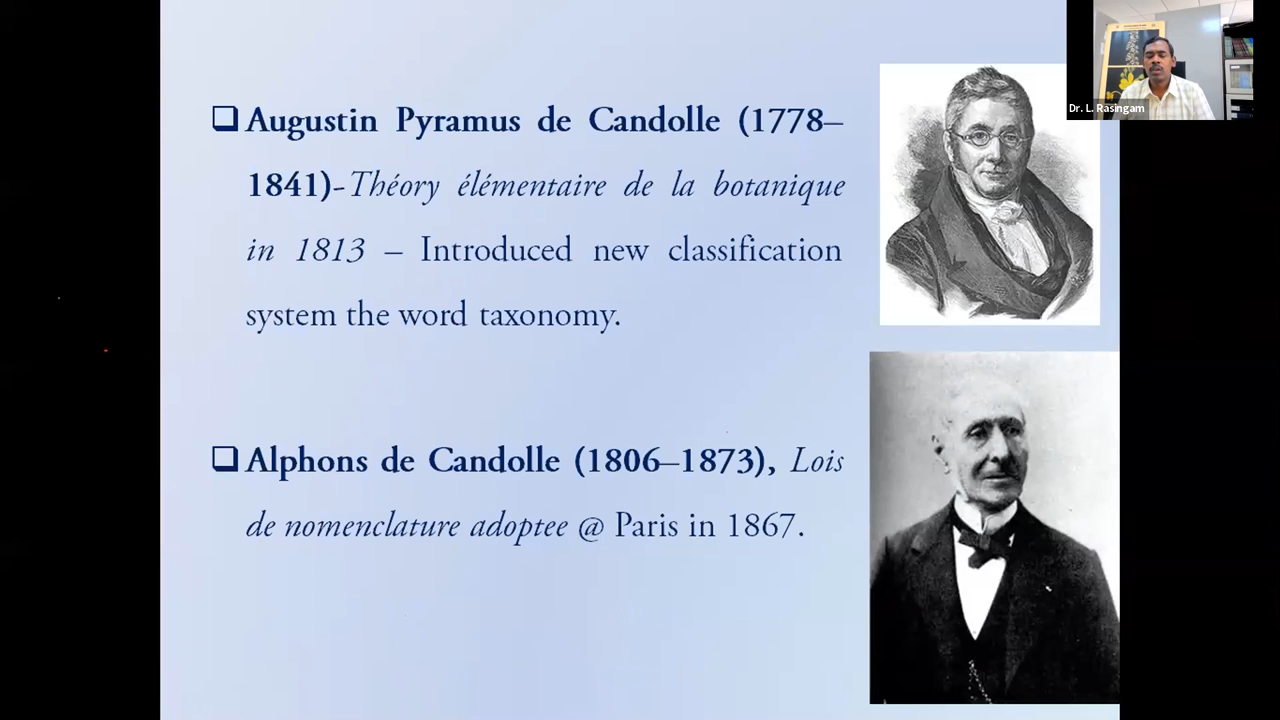 ❑ Augustin Pyramus de Candolle (1778–
1841)-Théory élémentaire de la botanique
in 1813 – Introduced new classification
system the word taxonomy.
❑ Alphons de Candolle (1806–1873), Lois
de nomenclature adoptee @ Paris in 1867.
Dr. L. Rasingam